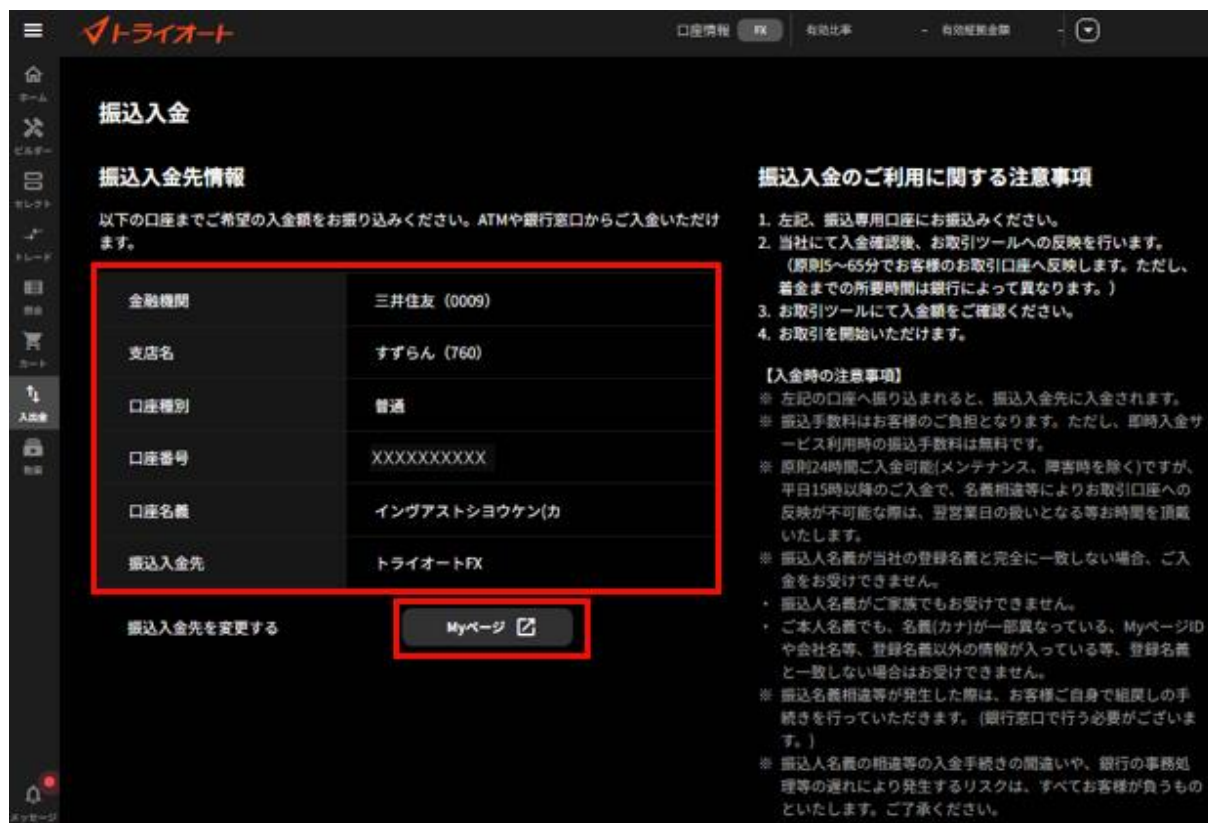 トライオート
口座情報 FX 有効比率 - 有効証拠金額 -
ホーム
ビルダー
セレクト
トレード
カート
入出金
メッセージ
振込入金
振込入金先情報
以下の口座までご希望の入金額をお振り込みください。ATMや銀行窓口からご入金いただけ
ます。
金融機関 三井住友（0009）
支店名 すずらん（760）
口座種別 普通
口座番号 XXXXXXXXXX
口座名義 インヴアストシヨウケン(カ
振込入金先 トライオートFX
振込入金先を変更する Myページ
振込入金のご利用に関する注意事項
1. 左記、振込専用口座にお振込みください。
2. 当社にて入金確認後、お取引ツールへの反映を行います。
（原則5～65分でお客様のお取引口座へ反映します。ただし、
着金までの所要時間は銀行によって異なります。）
3. お取引ツールにて入金額をご確認ください。
4. お取引を開始いただけます。
【入金時の注意事項】
※ 左記の口座へ振り込まれると、振込入金先に入金されます。
※ 振込手数料はお客様のご負担となります。ただし、即時入金サ
ービス利用時の振込手数料は無料です。
※ 原則24時間ご入金可能(メンテナンス、障害時を除く)ですが、
平日15時以降のご入金で、名義相違等によりお取引口座への
反映が不可能な際は、翌営業日の扱いとなる等お時間を頂戴
いたします。
※ 振込人名義が当社の登録名義と完全に一致しない場合、ご入
金をお受けできません。
・ 振込人名義がご家族でもお受けできません。
・ ご本人名義でも、名義(カナ)が一部異なっている、MyページID
や会社名等、登録名義以外の情報が入っている等、登録名義
と一致しない場合はお受けできません。
※ 振込名義相違等が発生した際は、お客様ご自身で組戻しの手
続きを行っていただきます。(銀行窓口で行う必要がございま
す。)
※ 振込人名義の相違等の入金手続きの間違いや、銀行の事務処
理等の遅れにより発生するリスクは、すべてお客様が負うもの
といたします。ご了承ください。